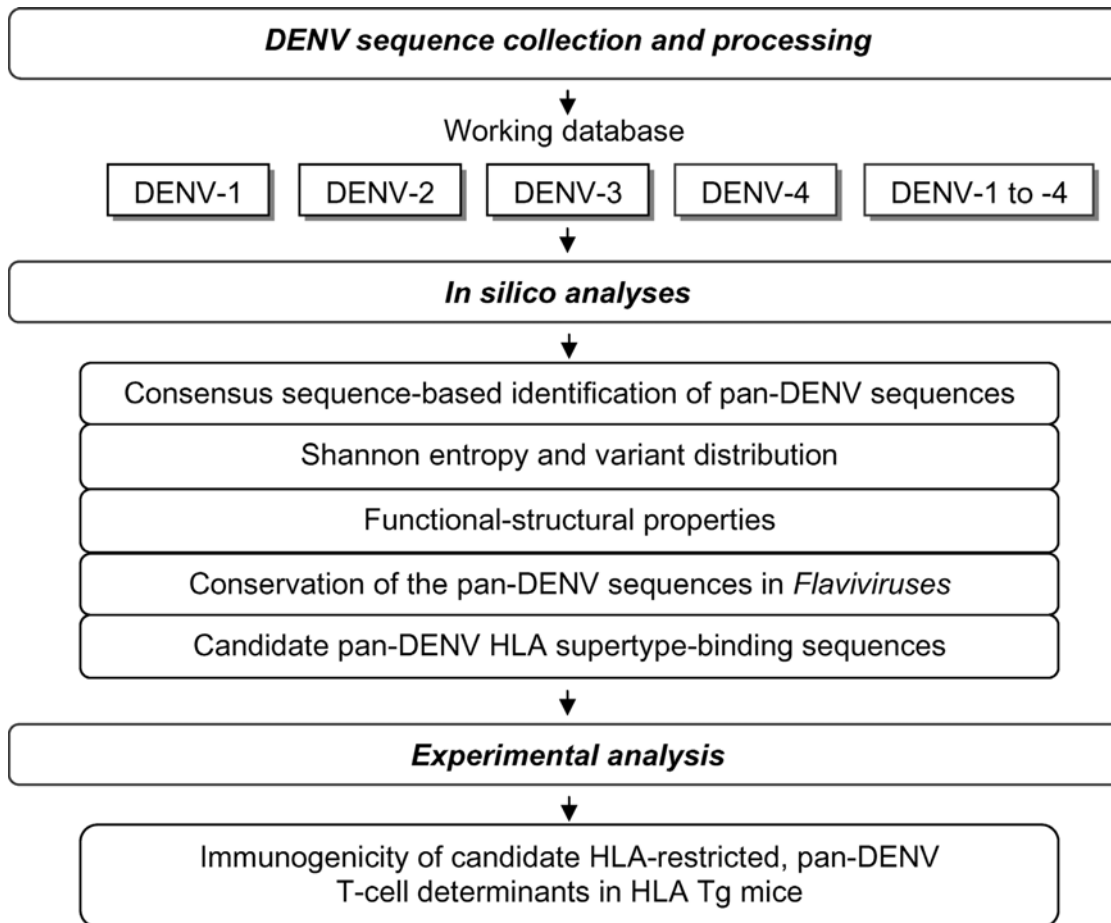 DENV sequence collection and processing
Working database
DENV-1
DENV-2
DENV-3
DENV-4
DENV-1 to -4
In silico analyses
Consensus sequence-based identification of pan-DENV sequences
Shannon entropy and variant distribution
Functional-structural properties
Conservation of the pan-DENV sequences in Flaviviruses
Candidate pan-DENV HLA supertype-binding sequences
Experimental analysis
Immunogenicity of candidate HLA-restricted, pan-DENV
T-cell determinants in HLA Tg mice